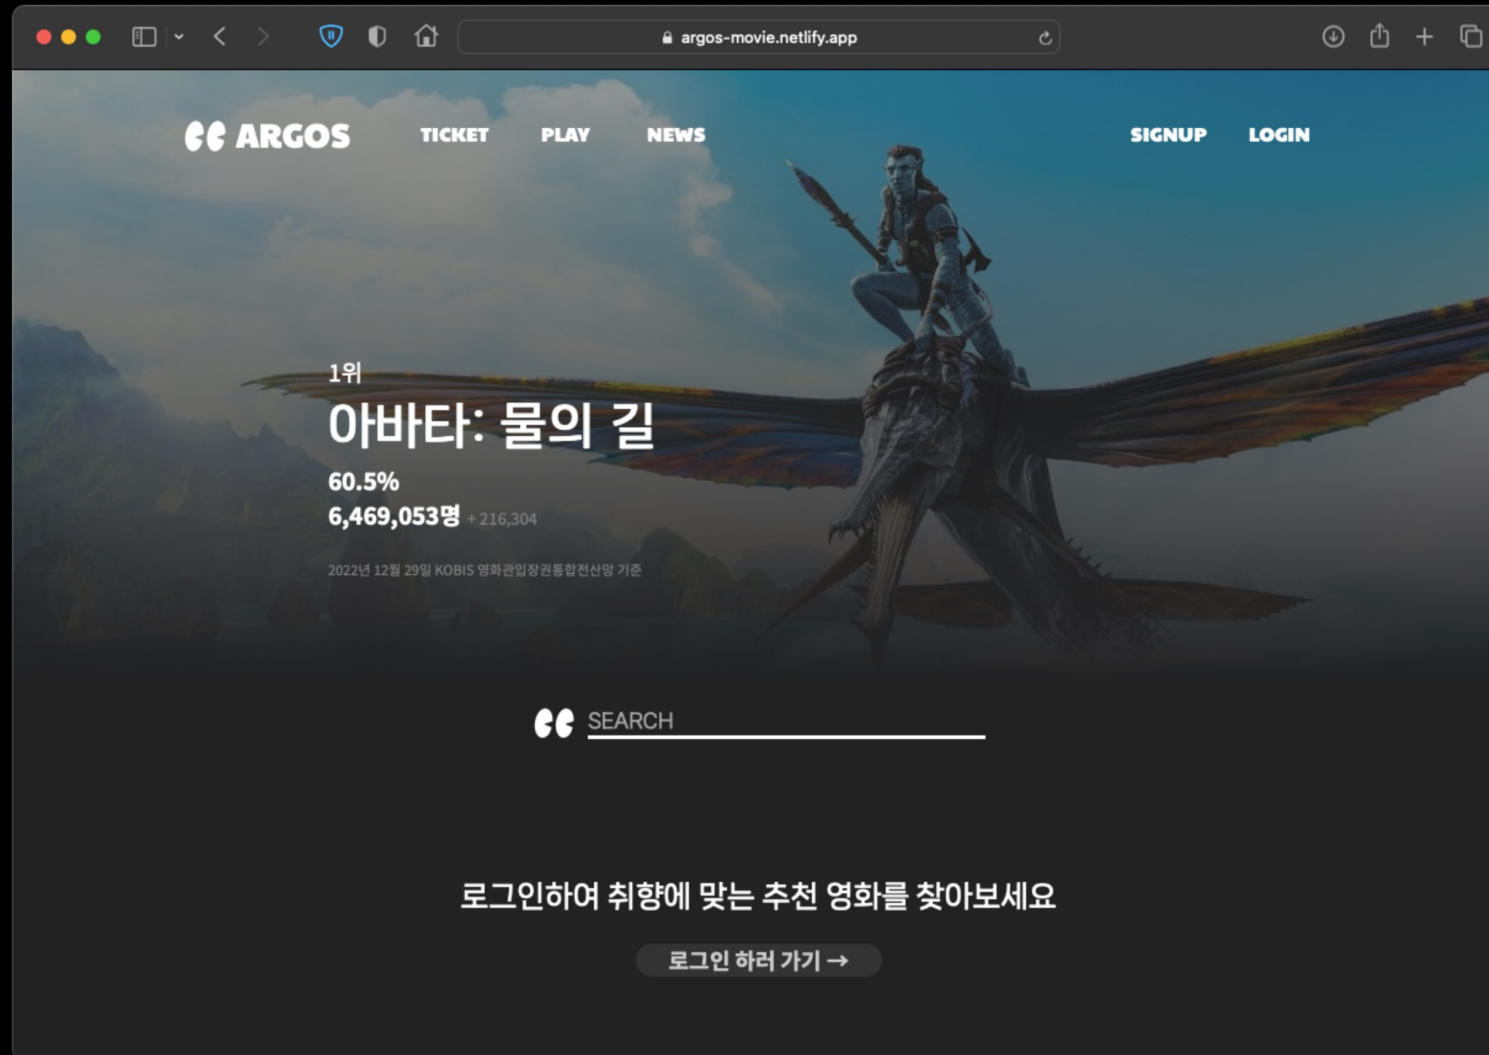 argos-movie.netlify.app
ARGOS TICKET PLAY NEWS SIGNUP LOGIN
1위
아바타: 물의 길
60.5%
6,469,053명 + 216,304
2022년 12월 29일 KOBIS 영화관입장권통합전산망 기준
SEARCH
로그인하여 취향에 맞는 추천 영화를 찾아보세요
로그인 하러 가기 →